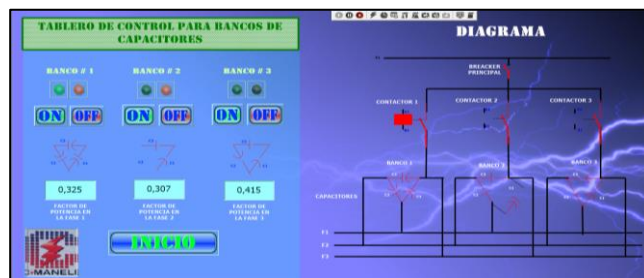 TABLERO DE CONTROL PARA BANCOS DE
CAPACITORES
BANCO # 1
BANCO # 2
BANCO # 3
ON
OFF
ON
OFF
ON
OFF
0,325
0,307
0,415
FACTOR DE
POTENCIA EN
LA FASE 1
FACTOR DE
POTENCIA EN
LA FASE 2
FACTOR DE
POTENCIA EN
LA FASE 3
INICIO
DIAGRAMA
BREACKER
PRINCIPAL
CONTACTOR 1
CONTACTOR 2
CONTACTOR 3
BANCO 1
BANCO 2
BANCO 3
CAPACITORES
F1
F2
F3